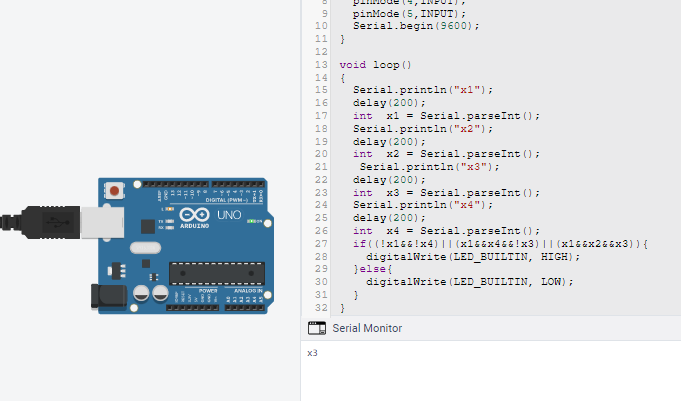 8 pinMode(4,INPUT);
9 pinMode(5,INPUT);
10 Serial.begin(9600);
11 }
12
13 void loop()
14 {
15 Serial.println("x1");
16 delay(200);
17 int  x1 = Serial.parseInt();
18 Serial.println("x2");
19 delay(200);
20 int  x2 = Serial.parseInt();
21 Serial.println("x3");
22 delay(200);
23 int  x3 = Serial.parseInt();
24 Serial.println("x4");
25 delay(200);
26 int  x4 = Serial.parseInt();
27 if((!x1&&!x4)||(x1&&x4&&!x3)||(x1&&x2&&x3)){
28 digitalWrite(LED_BUILTIN, HIGH);
29 }else{
30 digitalWrite(LED_BUILTIN, LOW);
31 }
32 }
Serial Monitor
x3
DIGITAL (PWM ~)
UNO
ARDUINO
POWER
ANALOG IN